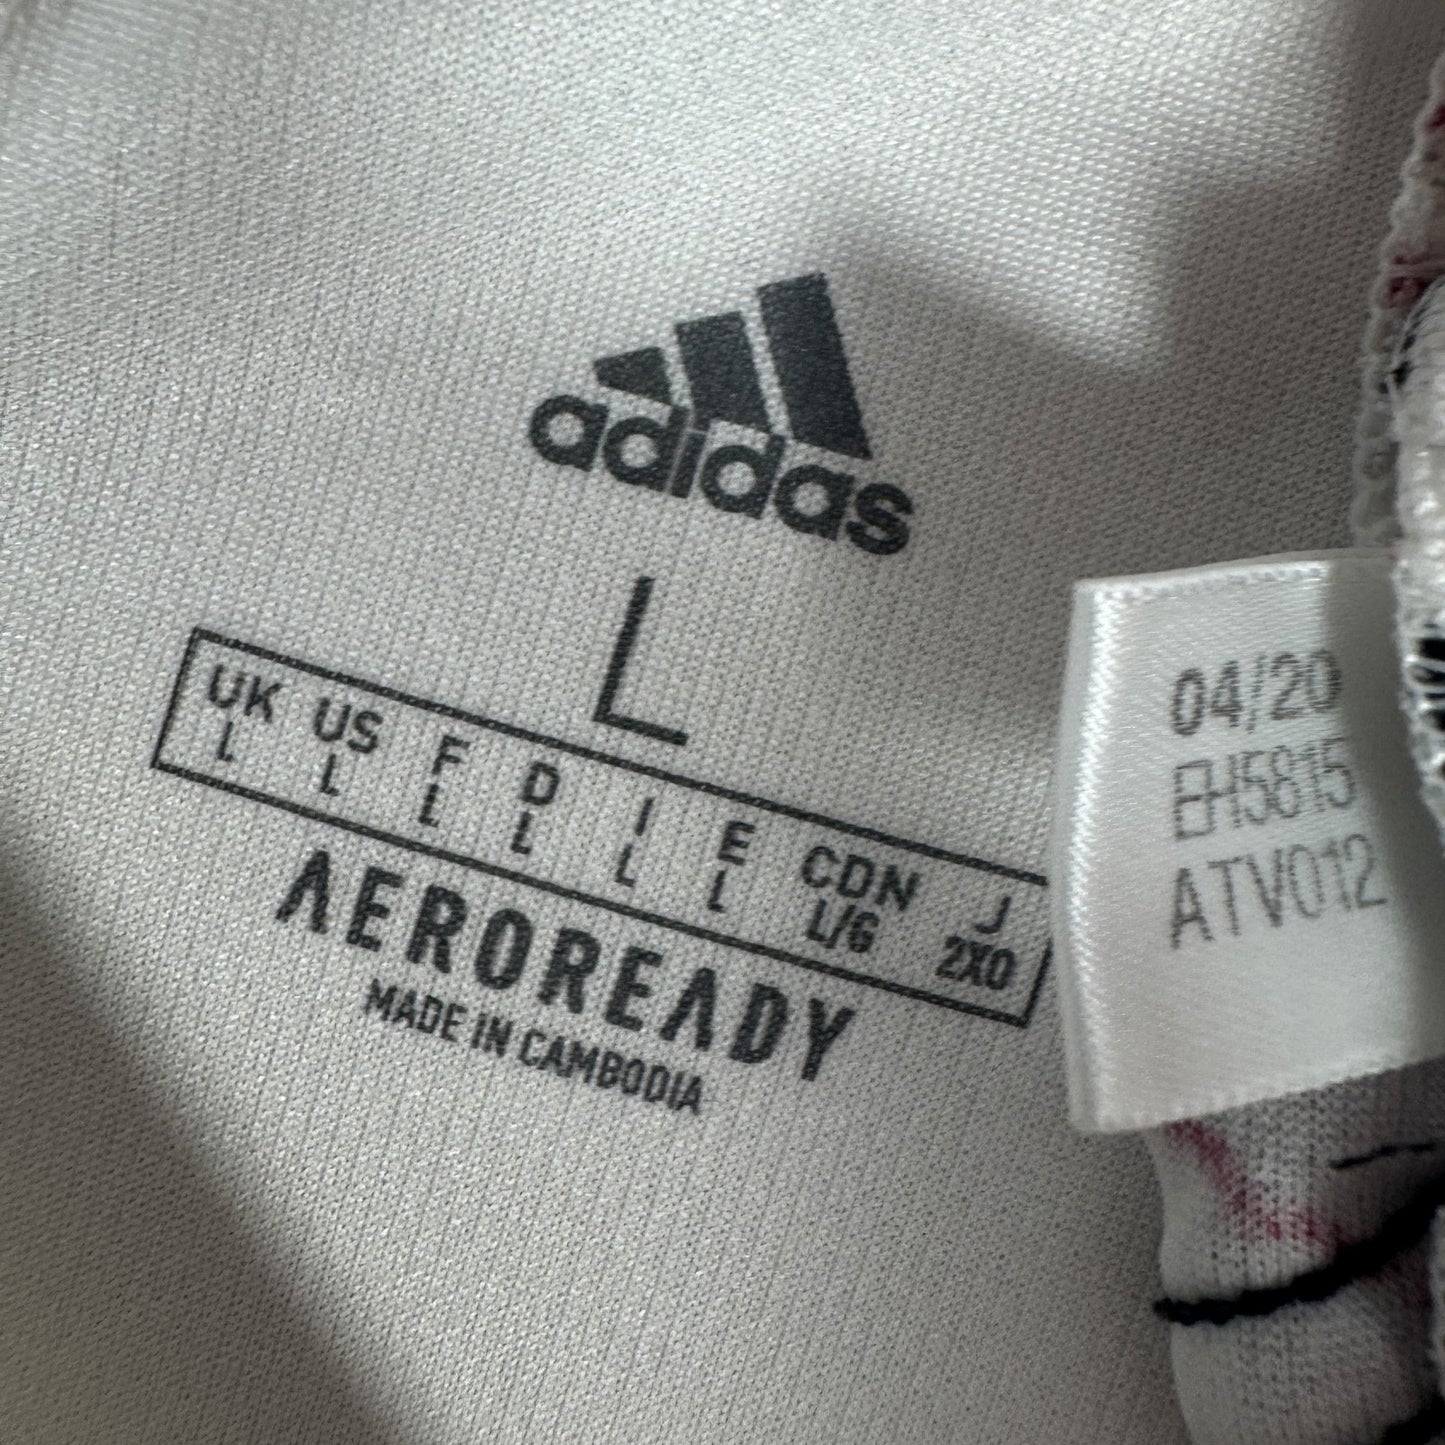 adidas
L
UK US F D I E CDN J
L L L L L L L/G 2XO
AEROREADY
MADE IN CAMBODIA
04/20
EH5815
ATV012